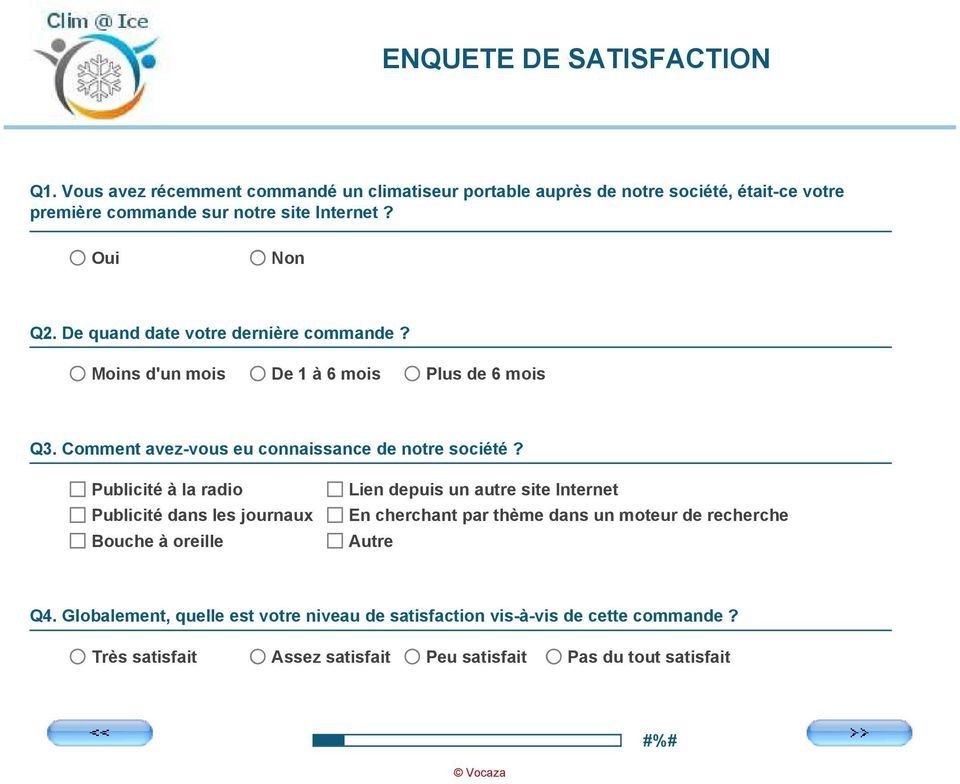 Clim @ Ice
ENQUETE DE SATISFACTION
Q1. Vous avez récemment commandé un climatiseur portable auprès de notre société, était-ce votre
première commande sur notre site Internet ?
Oui Non
Q2. De quand date votre dernière commande ?
Moins d'un mois De 1 à 6 mois Plus de 6 mois
Q3. Comment avez-vous eu connaissance de notre société ?
Publicité à la radio Lien depuis un autre site Internet
Publicité dans les journaux En cherchant par thème dans un moteur de recherche
Bouche à oreille Autre
Q4. Globalement, quelle est votre niveau de satisfaction vis-à-vis de cette commande ?
Très satisfait Assez satisfait Peu satisfait Pas du tout satisfait
<< #%# >>
© Vocaza